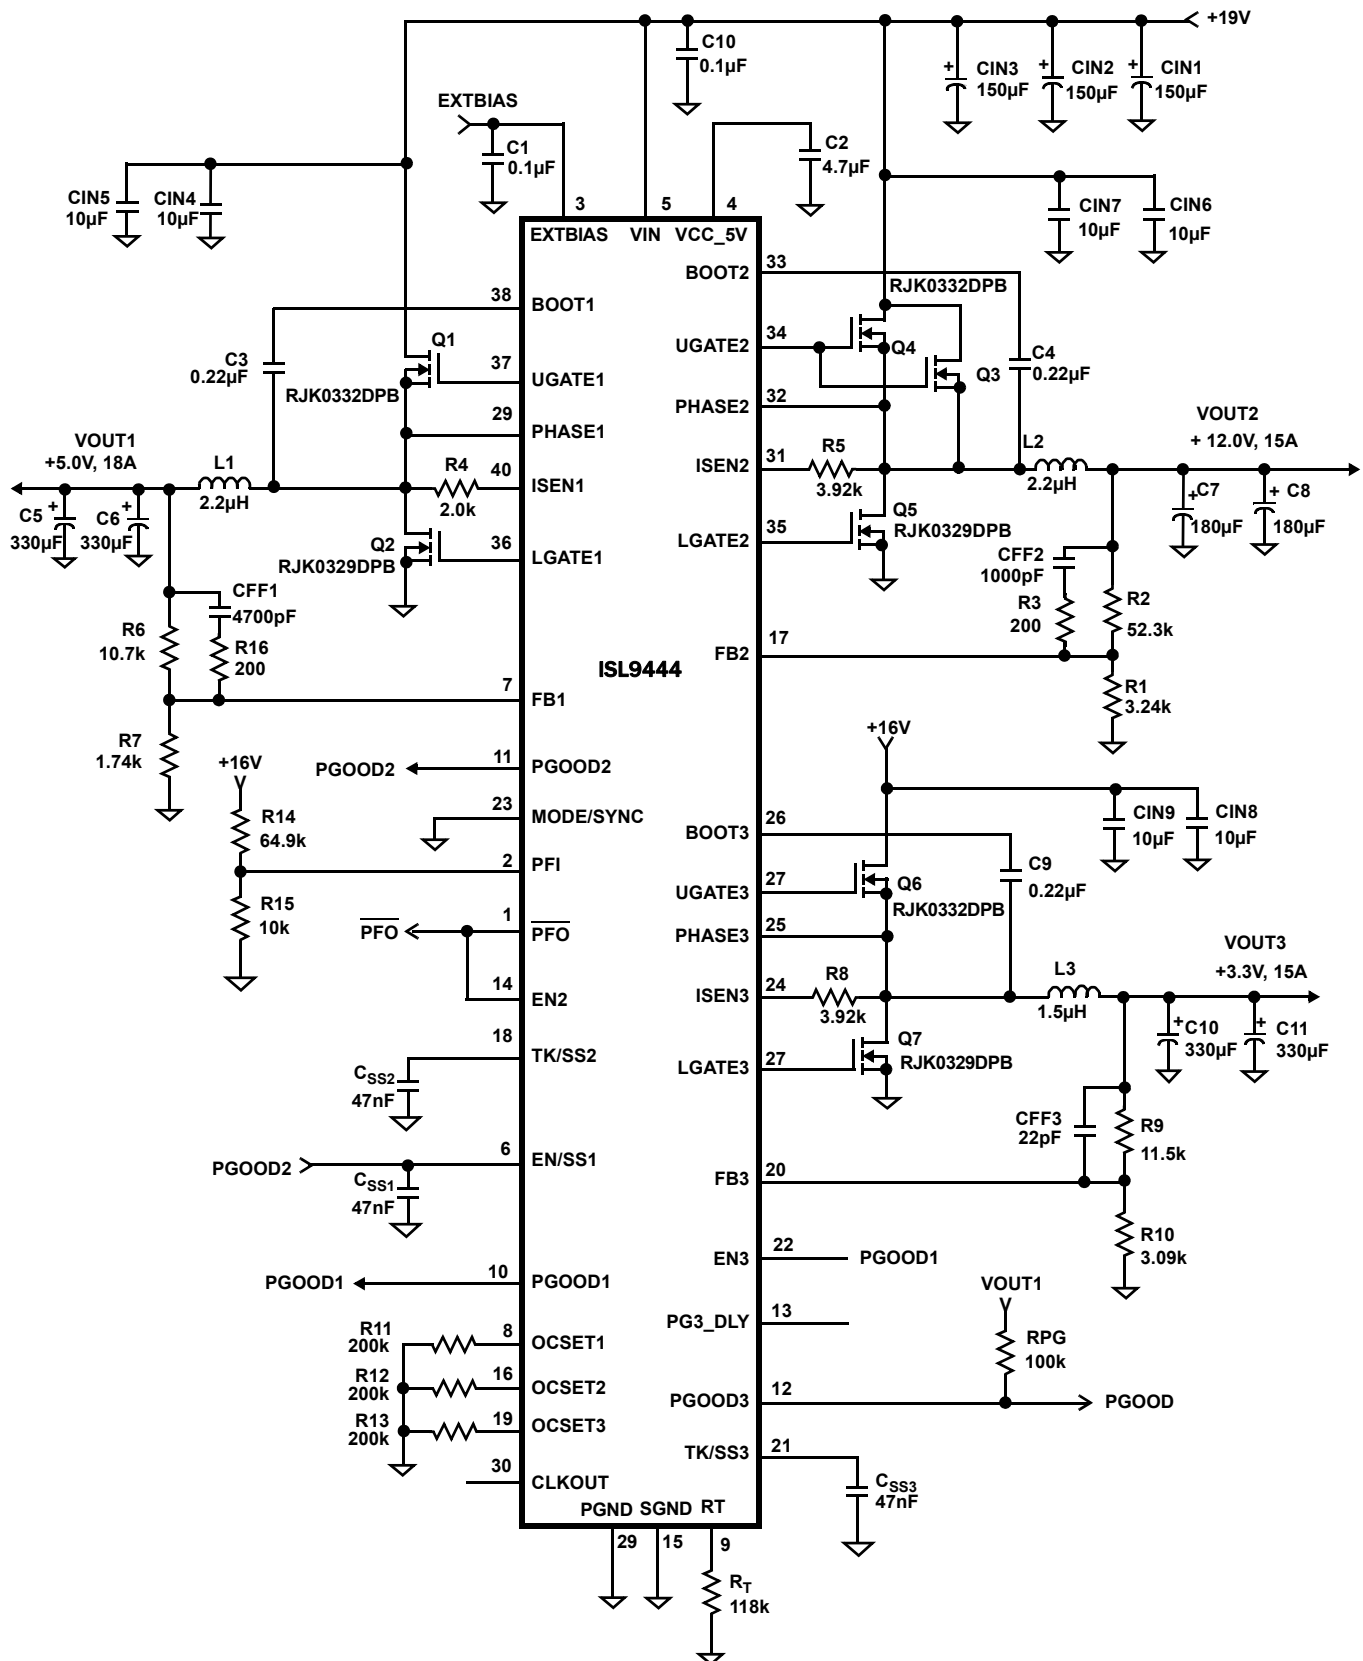 +19V
C10
0.1µF
CIN3
150µF
CIN2
150µF
CIN1
150µF
+
+
+
EXTBIAS
C1
0.1µF
C2
4.7µF
CIN5
10µF
CIN4
10µF
CIN7
10µF
CIN6
10µF
3
5
4
EXTBIAS
VIN
VCC_5V
38
BOOT1
C3
0.22µF
Q1
RJK0332DPB
37
UGATE1
29
PHASE1
VOUT1
+5.0V, 18A
L1
2.2µH
R4
2.0k
40
ISEN1
C5
+
330µF
C6
+
330µF
Q2
RJK0329DPB
36
LGATE1
CFF1
4700pF
R6
10.7k
R16
200
7
FB1
R7
1.74k
ISL9444
PGOOD2
11
PGOOD2
+16V
R14
64.9k
23
MODE/SYNC
2
PFI
R15
10k
PFO
1
PFO
14
EN2
18
TK/SS2
CSS2
47nF
PGOOD2
6
EN/SS1
CSS1
47nF
PGOOD1
10
PGOOD1
R11
200k
8
OCSET1
R12
200k
16
OCSET2
R13
200k
19
OCSET3
30
CLKOUT
PGND
SGND
RT
29
15
9
RT
118k
BOOT2
33
RJK0332DPB
UGATE2
34
Q4
Q3
C4
0.22µF
PHASE2
32
ISEN2
31
R5
3.92k
L2
2.2µH
VOUT2
+ 12.0V, 15A
LGATE2
35
Q5
RJK0329DPB
+
C7
180µF
+
C8
180µF
CFF2
1000pF
R3
200
R2
52.3k
FB2
17
R1
3.24k
+16V
CIN9
10µF
CIN8
10µF
BOOT3
26
C9
0.22µF
UGATE3
27
Q6
RJK0332DPB
PHASE3
25
ISEN3
24
R8
3.92k
L3
1.5µH
VOUT3
+3.3V, 15A
LGATE3
27
Q7
RJK0329DPB
+
C10
330µF
+
C11
330µF
CFF3
22pF
R9
11.5k
FB3
20
R10
3.09k
EN3
22
PGOOD1
PG3_DLY
13
VOUT1
RPG
100k
PGOOD3
12
PGOOD
TK/SS3
21
CSS3
47nF